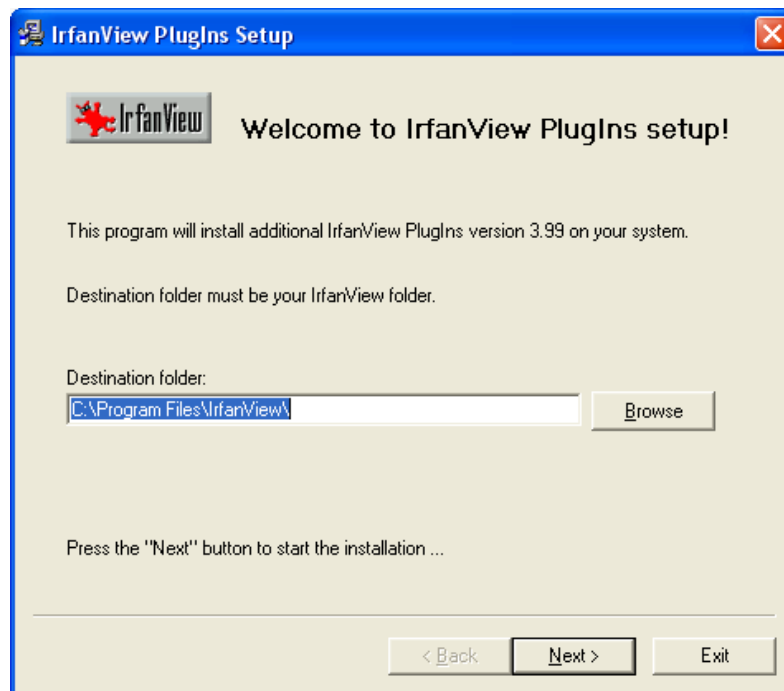 IrfanView PlugIns Setup
IrfanView
Welcome to IrfanView PlugIns setup!
This program will install additional IrfanView PlugIns version 3.99 on your system.
Destination folder must be your IrfanView folder.
Destination folder:
C:\Program Files\IrfanView\
Browse
Press the "Next" button to start the installation ...
< Back
Next >
Exit